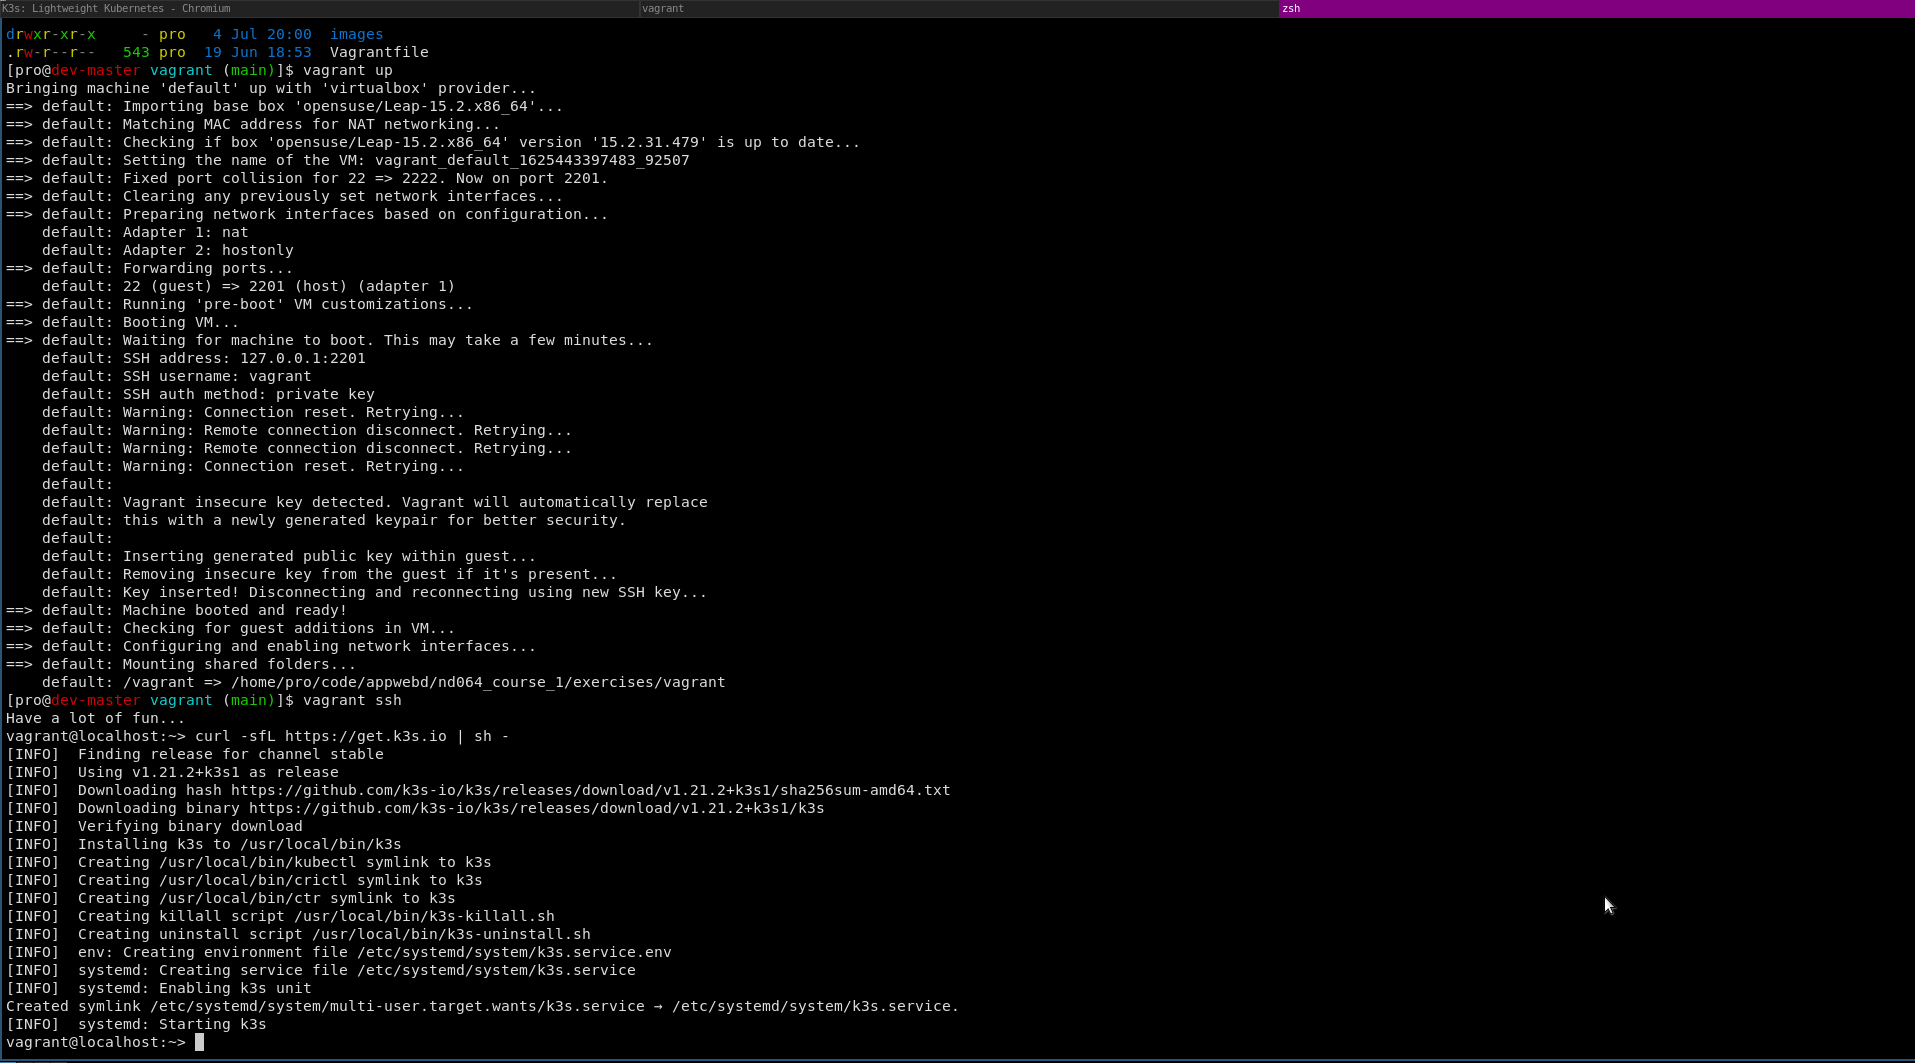 K3s: Lightweight Kubernetes - Chromium vagrant zsh
drwxr-xr-x     - pro   4 Jul 20:00  images
.rw-r--r--   543 pro  19 Jun 18:53  Vagrantfile
[pro@dev-master vagrant (main)]$ vagrant up
Bringing machine 'default' up with 'virtualbox' provider...
==> default: Importing base box 'opensuse/Leap-15.2.x86_64'...
==> default: Matching MAC address for NAT networking...
==> default: Checking if box 'opensuse/Leap-15.2.x86_64' version '15.2.31.479' is up to date...
==> default: Setting the name of the VM: vagrant_default_1625443397483_92507
==> default: Fixed port collision for 22 => 2222. Now on port 2201.
==> default: Clearing any previously set network interfaces...
==> default: Preparing network interfaces based on configuration...
    default: Adapter 1: nat
    default: Adapter 2: hostonly
==> default: Forwarding ports...
    default: 22 (guest) => 2201 (host) (adapter 1)
==> default: Running 'pre-boot' VM customizations...
==> default: Booting VM...
==> default: Waiting for machine to boot. This may take a few minutes...
    default: SSH address: 127.0.0.1:2201
    default: SSH username: vagrant
    default: SSH auth method: private key
    default: Warning: Connection reset. Retrying...
    default: Warning: Remote connection disconnect. Retrying...
    default: Warning: Remote connection disconnect. Retrying...
    default: Warning: Connection reset. Retrying...
    default:
    default: Vagrant insecure key detected. Vagrant will automatically replace
    default: this with a newly generated keypair for better security.
    default:
    default: Inserting generated public key within guest...
    default: Removing insecure key from the guest if it's present...
    default: Key inserted! Disconnecting and reconnecting using new SSH key...
==> default: Machine booted and ready!
==> default: Checking for guest additions in VM...
==> default: Configuring and enabling network interfaces...
==> default: Mounting shared folders...
    default: /vagrant => /home/pro/code/appwebd/nd064_course_1/exercises/vagrant
[pro@dev-master vagrant (main)]$ vagrant ssh
Have a lot of fun...
vagrant@localhost:~> curl -sfL https://get.k3s.io | sh -
[INFO]  Finding release for channel stable
[INFO]  Using v1.21.2+k3s1 as release
[INFO]  Downloading hash https://github.com/k3s-io/k3s/releases/download/v1.21.2+k3s1/sha256sum-amd64.txt
[INFO]  Downloading binary https://github.com/k3s-io/k3s/releases/download/v1.21.2+k3s1/k3s
[INFO]  Verifying binary download
[INFO]  Installing k3s to /usr/local/bin/k3s
[INFO]  Creating /usr/local/bin/kubectl symlink to k3s
[INFO]  Creating /usr/local/bin/crictl symlink to k3s
[INFO]  Creating /usr/local/bin/ctr symlink to k3s
[INFO]  Creating killall script /usr/local/bin/k3s-killall.sh
[INFO]  Creating uninstall script /usr/local/bin/k3s-uninstall.sh
[INFO]  env: Creating environment file /etc/systemd/system/k3s.service.env
[INFO]  systemd: Creating service file /etc/systemd/system/k3s.service
[INFO]  systemd: Enabling k3s unit
Created symlink /etc/systemd/system/multi-user.target.wants/k3s.service → /etc/systemd/system/k3s.service.
[INFO]  systemd: Starting k3s
vagrant@localhost:~>